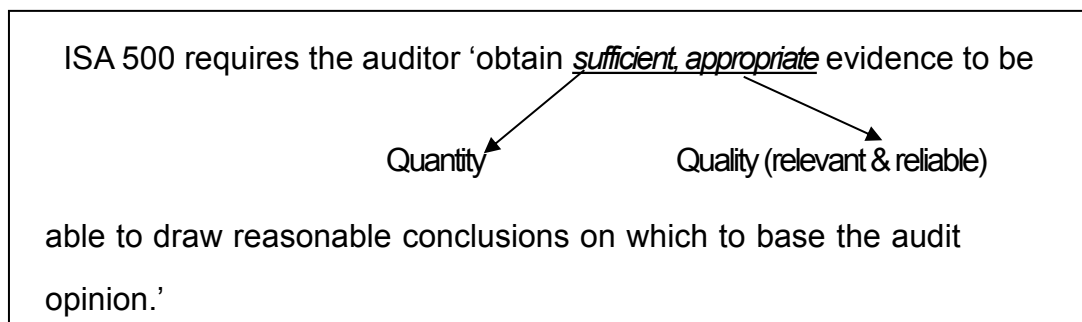 ISA 500 requires the auditor ‘obtain sufficient, appropriate evidence to be
Quantity Quality (relevant & reliable)
able to draw reasonable conclusions on which to base the audit
opinion.’